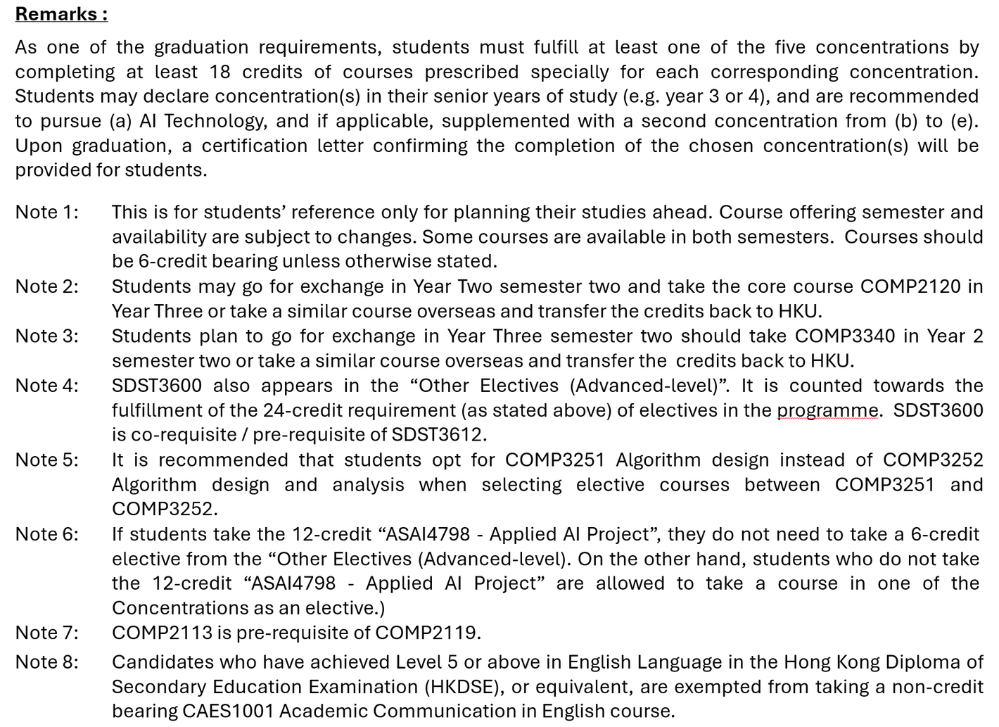 Remarks :
As one of the graduation requirements, students must fulfill at least one of the five concentrations by
completing at least 18 credits of courses prescribed specially for each corresponding concentration.
Students may declare concentration(s) in their senior years of study (e.g. year 3 or 4), and are recommended
to pursue (a) AI Technology, and if applicable, supplemented with a second concentration from (b) to (e).
Upon graduation, a certification letter confirming the completion of the chosen concentration(s) will be
provided for students.
Note 1: This is for students’ reference only for planning their studies ahead. Course offering semester and
availability are subject to changes. Some courses are available in both semesters.  Courses should
be 6-credit bearing unless otherwise stated.
Note 2: Students may go for exchange in Year Two semester two and take the core course COMP2120 in
Year Three or take a similar course overseas and transfer the credits back to HKU.
Note 3: Students plan to go for exchange in Year Three semester two should take COMP3340 in Year 2
semester two or take a similar course overseas and transfer the  credits back to HKU.
Note 4: SDST3600 also appears in the “Other Electives (Advanced-level)”. It is counted towards the
fulfillment of the 24-credit requirement (as stated above) of electives in the programme.  SDST3600
is co-requisite / pre-requisite of SDST3612.
Note 5: It is recommended that students opt for COMP3251 Algorithm design instead of COMP3252
Algorithm design and analysis when selecting elective courses between COMP3251 and
COMP3252.
Note 6: If students take the 12-credit “ASAI4798 - Applied AI Project”, they do not need to take a 6-credit
elective from the “Other Electives (Advanced-level). On the other hand, students who do not take
the 12-credit “ASAI4798 - Applied AI Project” are allowed to take a course in one of the
Concentrations as an elective.)
Note 7: COMP2113 is pre-requisite of COMP2119.
Note 8: Candidates who have achieved Level 5 or above in English Language in the Hong Kong Diploma of
Secondary Education Examination (HKDSE), or equivalent, are exempted from taking a non-credit
bearing CAES1001 Academic Communication in English course.